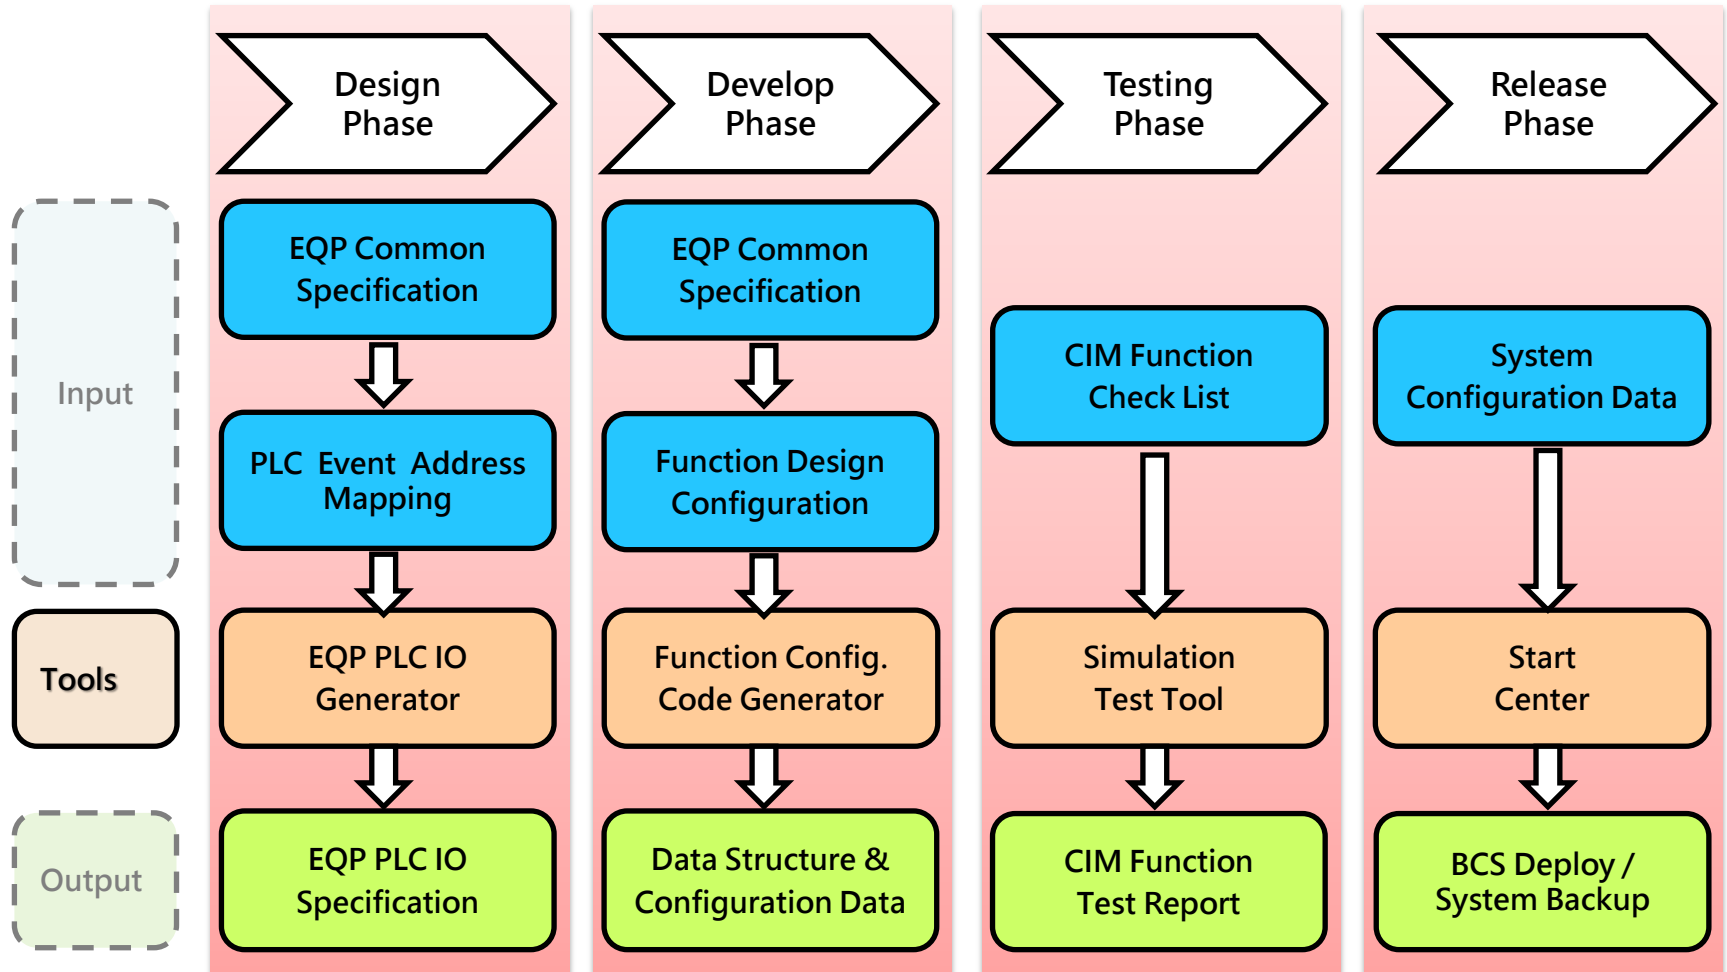 Design
Phase
Develop
Phase
Testing
Phase
Release
Phase
Input
EQP Common
Specification
EQP Common
Specification
CIM Function
Check List
System
Configuration Data
PLC Event Address
Mapping
Function Design
Configuration
Tools
EQP PLC IO
Generator
Function Config.
Code Generator
Simulation
Test Tool
Start
Center
Output
EQP PLC IO
Specification
Data Structure &
Configuration Data
CIM Function
Test Report
BCS Deploy /
System Backup